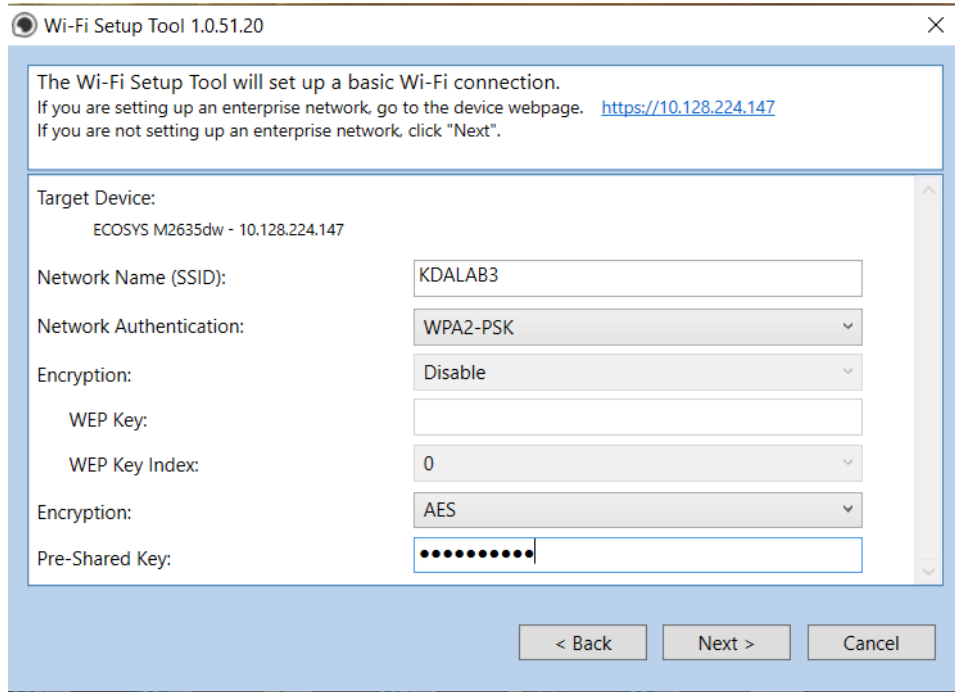 Wi-Fi Setup Tool 1.0.51.20
The Wi-Fi Setup Tool will set up a basic Wi-Fi connection.
If you are setting up an enterprise network, go to the device webpage. https://10.128.224.147
If you are not setting up an enterprise network, click "Next".
Target Device:
ECOSYS M2635dw - 10.128.224.147
Network Name (SSID): KDALAB3
Network Authentication: WPA2-PSK
Encryption: Disable
WEP Key:
WEP Key Index: 0
Encryption: AES
Pre-Shared Key: ●●●●●●●●●●
< Back Next > Cancel